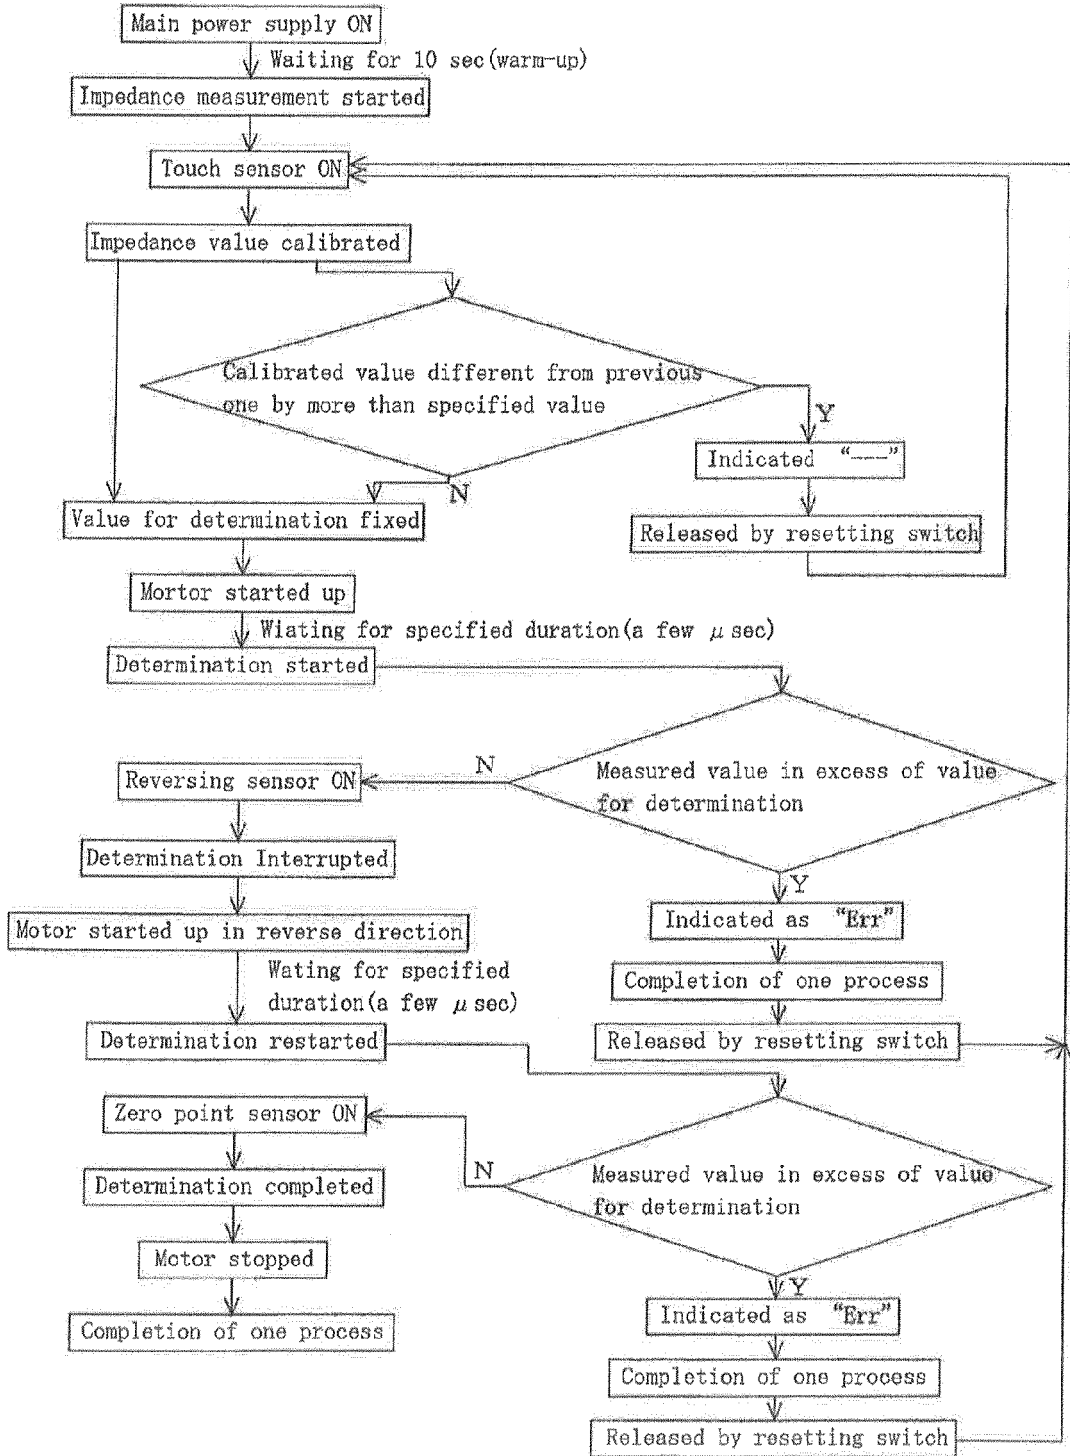 Main power supply ON
Waiting for 10 sec(warm-up)
Impedance measurement started
Touch sensor ON
Impedance value calibrated
Calibrated value different from previous
one by more than specified value
Y
Indicated “---”
Released by resetting switch
N
Value for determination fixed
Mortor started up
Wiating for specified duration(a few μ sec)
Determination started
N
Measured value in excess of value
for determination
Reversing sensor ON
Determination Interrupted
Y
Indicated as “Err”
Motor started up in reverse direction
Wating for specified
duration(a few μ sec)
Completion of one process
Determination restarted
Released by resetting switch
Zero point sensor ON
N
Measured value in excess of value
for determination
Determination completed
Motor stopped
Y
Indicated as “Err”
Completion of one process
Completion of one process
Released by resetting switch